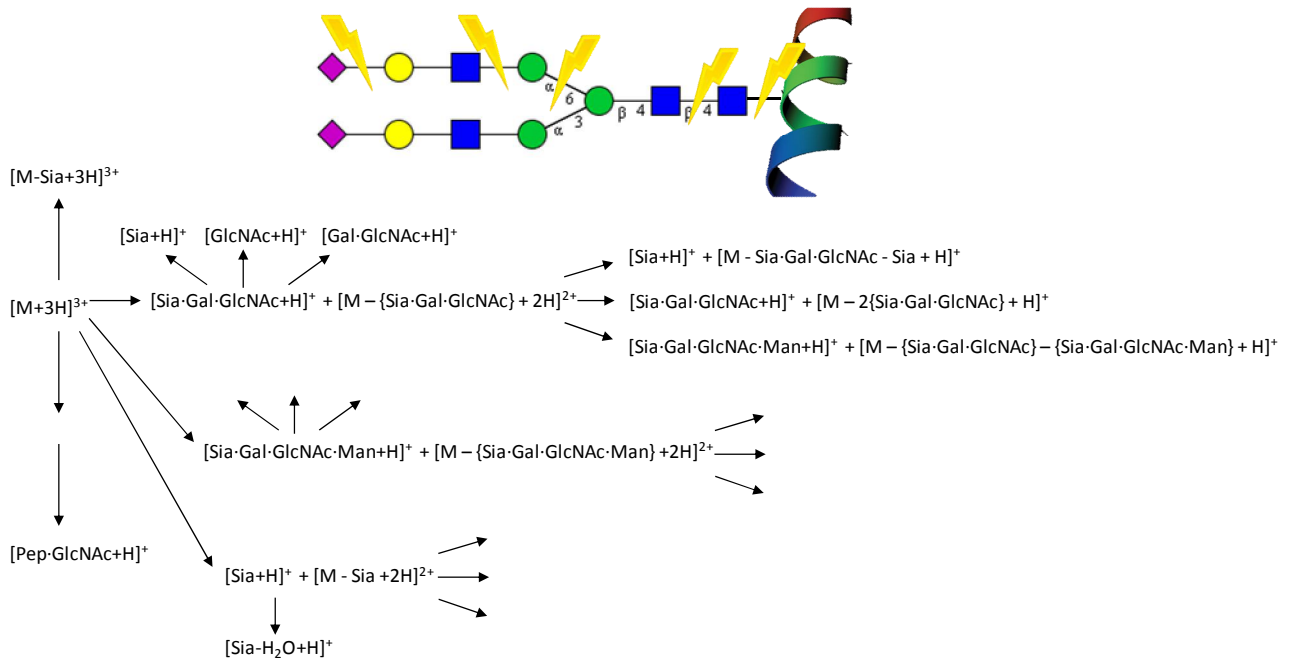 α 6
β 4 β 4
α 3
[M-Sia+3H]³⁺
[Sia+H]⁺ [GlcNAc+H]⁺ [Gal·GlcNAc+H]⁺
[Sia+H]⁺ + [M - Sia·Gal·GlcNAc - Sia + H]⁺
[M+3H]³⁺ [Sia·Gal·GlcNAc+H]⁺ + [M – {Sia·Gal·GlcNAc} + 2H]²⁺ [Sia·Gal·GlcNAc+H]⁺ + [M – 2{Sia·Gal·GlcNAc} + H]⁺
[Sia·Gal·GlcNAc·Man+H]⁺ + [M – {Sia·Gal·GlcNAc} – {Sia·Gal·GlcNAc·Man} + H]⁺
[Sia·Gal·GlcNAc·Man+H]⁺ + [M – {Sia·Gal·GlcNAc·Man} +2H]²⁺
[Pep·GlcNAc+H]⁺
[Sia+H]⁺ + [M - Sia +2H]²⁺
[Sia-H₂O+H]⁺